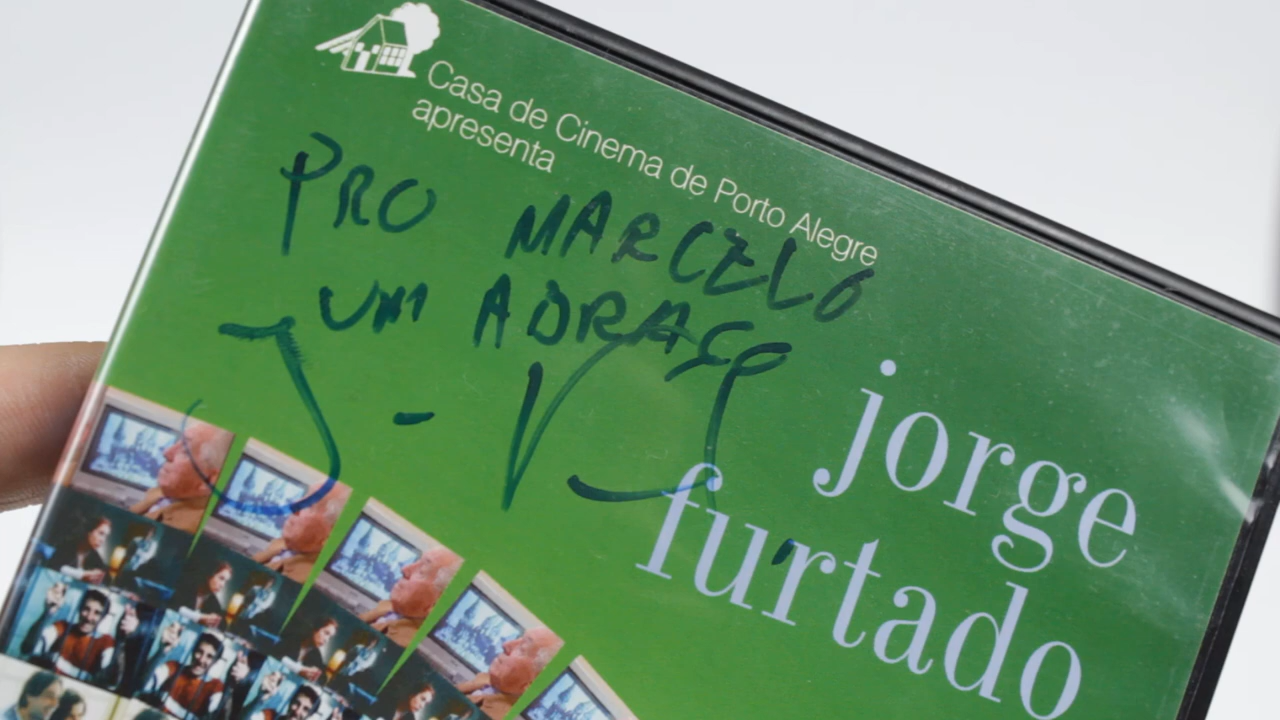 Casa de Cinema de Porto Alegre
apresenta
PRO MARCELO
UM ABRAÇO
jorge
furtado